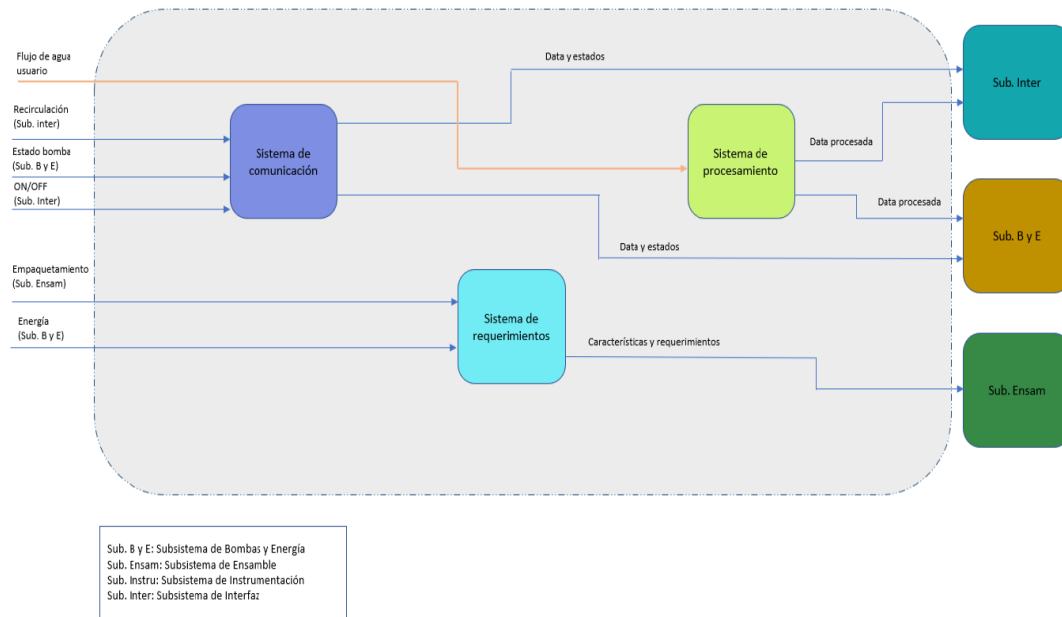 Flujo de agua
usuario
Data y estados
Sub. Inter
Recirculación
(Sub. inter)
Estado bomba
(Sub. B y E)
ON/OFF
(Sub. Inter)
Sistema de
comunicación
Sistema de
procesamiento
Data procesada
Data procesada
Sub. B y E
Data y estados
Empaquetamiento
(Sub. Ensam)
Energía
(Sub. B y E)
Sistema de
requerimientos
Características y requerimientos
Sub. Ensam
Sub. B y E: Subsistema de Bombas y Energía
Sub. Ensam: Subsistema de Ensamble
Sub. Instru: Subsistema de Instrumentación
Sub. Inter: Subsistema de Interfaz